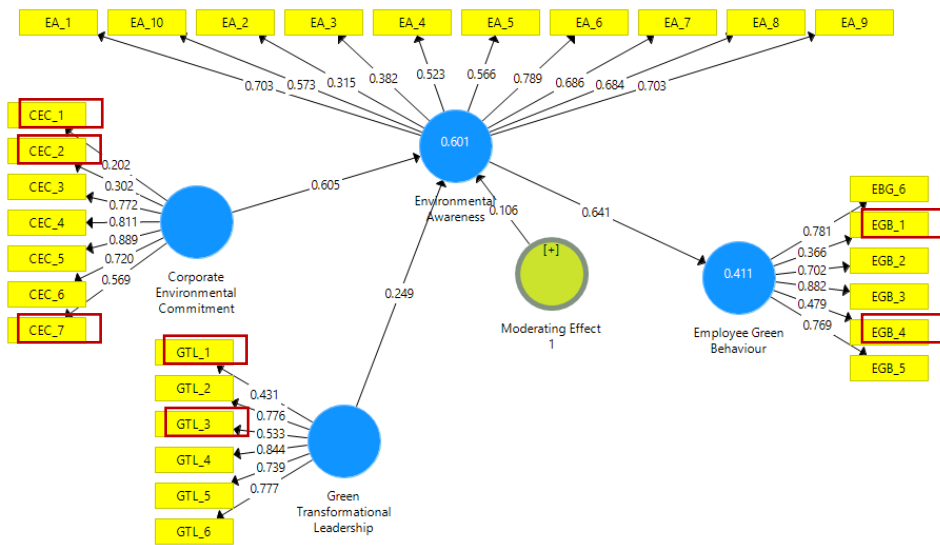 EA_1
EA_10
EA_2
EA_3
EA_4
EA_5
EA_6
EA_7
EA_8
EA_9
0.703
0.573
0.315
0.382
0.523
0.566
0.789
0.686
0.684
0.703
CEC_1
CEC_2
CEC_3
CEC_4
CEC_5
CEC_6
CEC_7
0.202
0.302
0.772
0.811
0.889
0.720
0.569
Corporate
Environmental
Commitment
0.605
0.601
Environmental
Awareness
0.106
[+]
Moderating Effect
1
0.249
0.641
0.411
Employee Green
Behaviour
0.781
0.366
0.702
0.882
0.479
0.769
EBG_6
EGB_1
EGB_2
EGB_3
EGB_4
EGB_5
GTL_1
GTL_2
GTL_3
GTL_4
GTL_5
GTL_6
0.431
0.776
0.533
0.844
0.739
0.777
Green
Transformational
Leadership